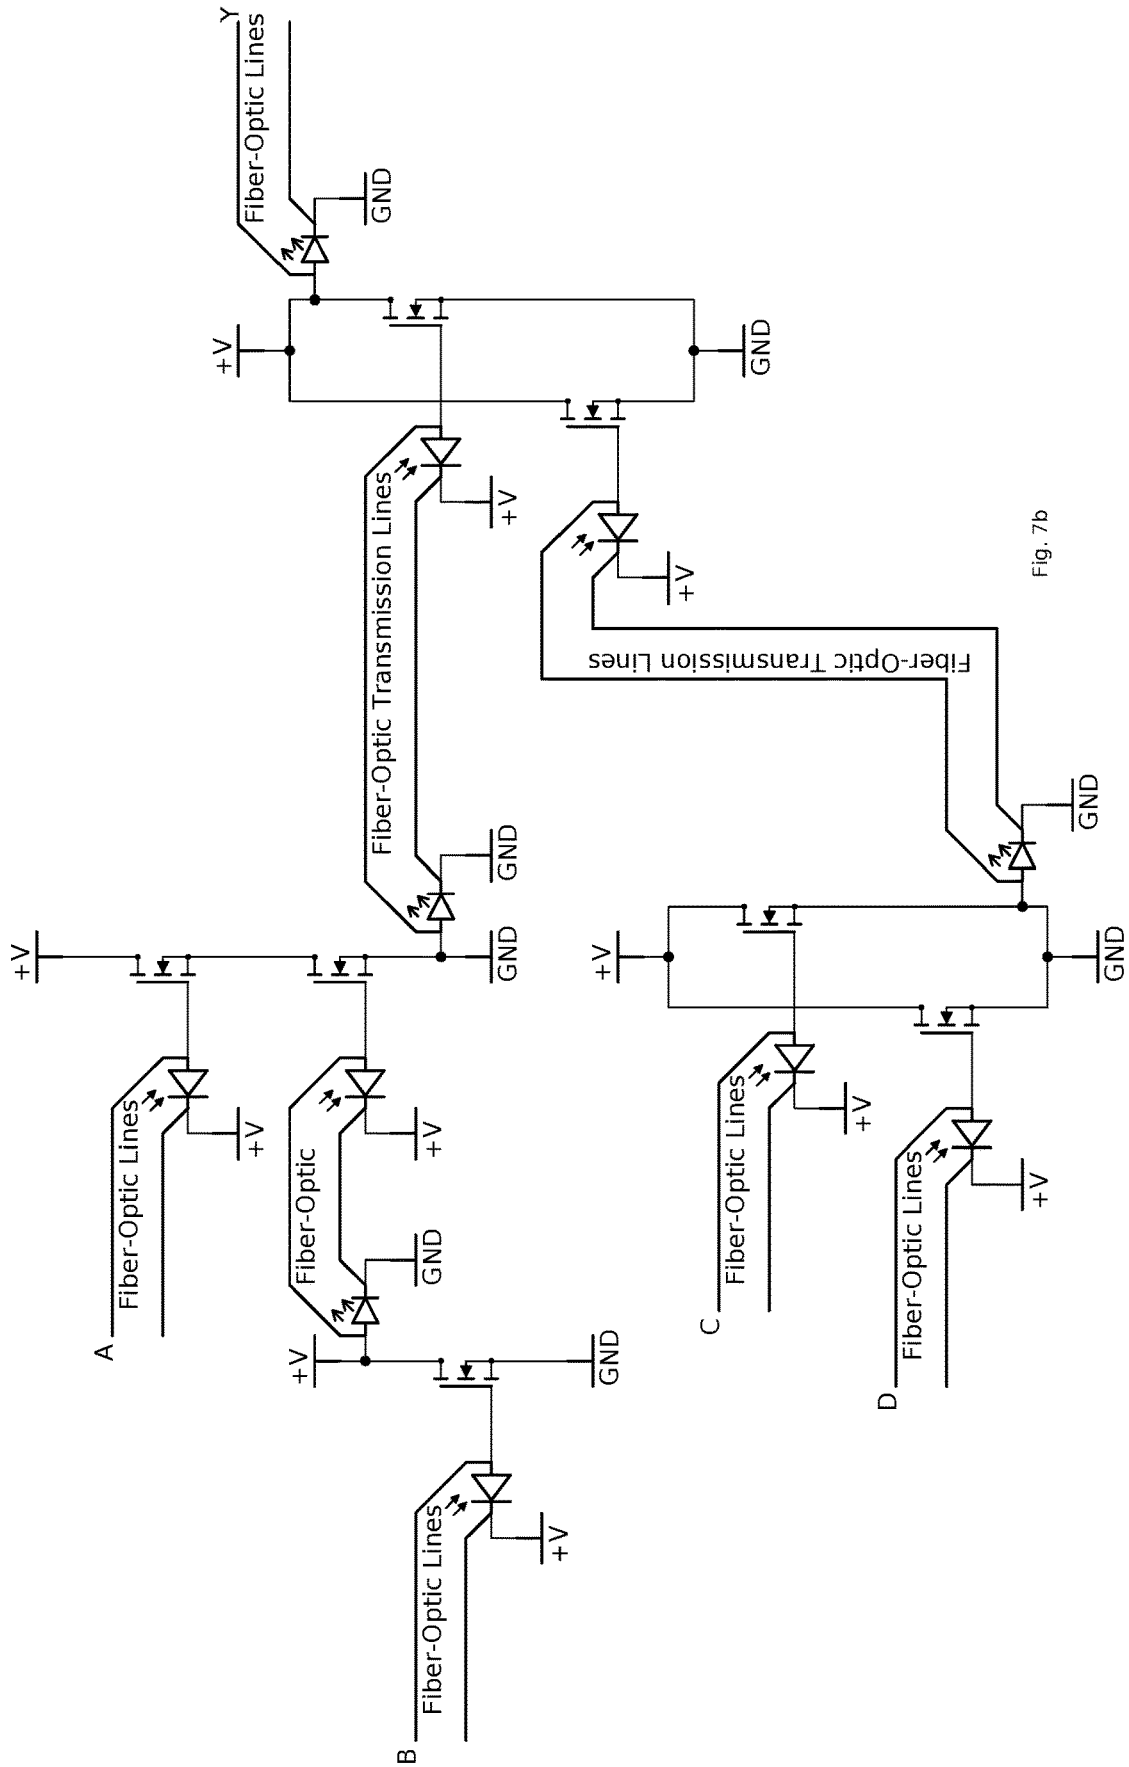 +V
A
Fiber-Optic Lines
+V
Y
+V
Fiber-Optic Lines
+V
Fiber-Optic
Fiber-Optic Transmission Lines
GND
B
Fiber-Optic Lines
GND
+V
GND
GND
+V
+V
GND
+V
Fiber-Optic Transmission Lines
+V
C
Fiber-Optic Lines
GND
+V
D
Fiber-Optic Lines
+V
Fig. 7b
GND
GND